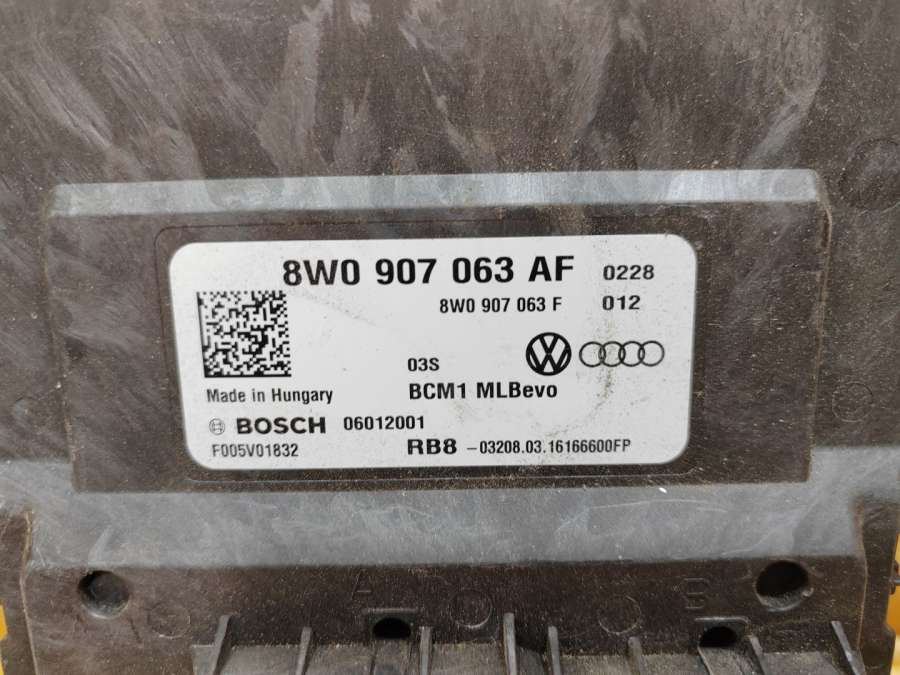 8W0 907 063 AF 0228
8W0 907 063 F 012
03S
BCM1 MLBevo
Made in Hungary
BOSCH 06012001
F005V01832 RB8 -03208.03.16166600FP
A B